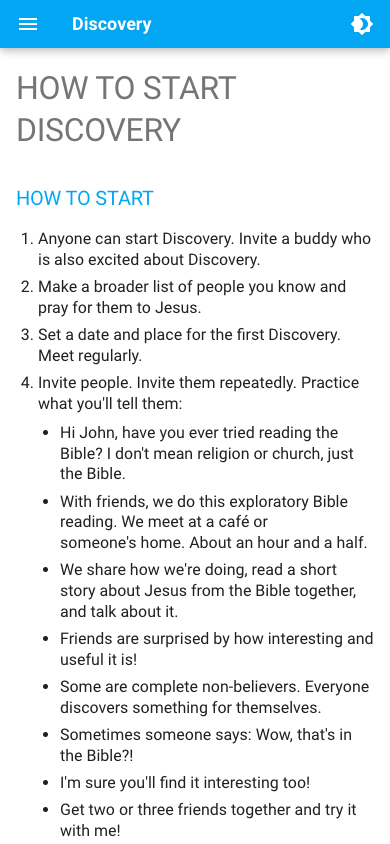 Discovery
HOW TO START
DISCOVERY
HOW TO START
1. Anyone can start Discovery. Invite a buddy who
is also excited about Discovery.
2. Make a broader list of people you know and
pray for them to Jesus.
3. Set a date and place for the first Discovery.
Meet regularly.
4. Invite people. Invite them repeatedly. Practice
what you'll tell them:
• Hi John, have you ever tried reading the
Bible? I don't mean religion or church, just
the Bible.
• With friends, we do this exploratory Bible
reading. We meet at a café or
someone's home. About an hour and a half.
• We share how we're doing, read a short
story about Jesus from the Bible together,
and talk about it.
• Friends are surprised by how interesting and
useful it is!
• Some are complete non-believers. Everyone
discovers something for themselves.
• Sometimes someone says: Wow, that's in
the Bible?!
• I'm sure you'll find it interesting too!
• Get two or three friends together and try it
with me!